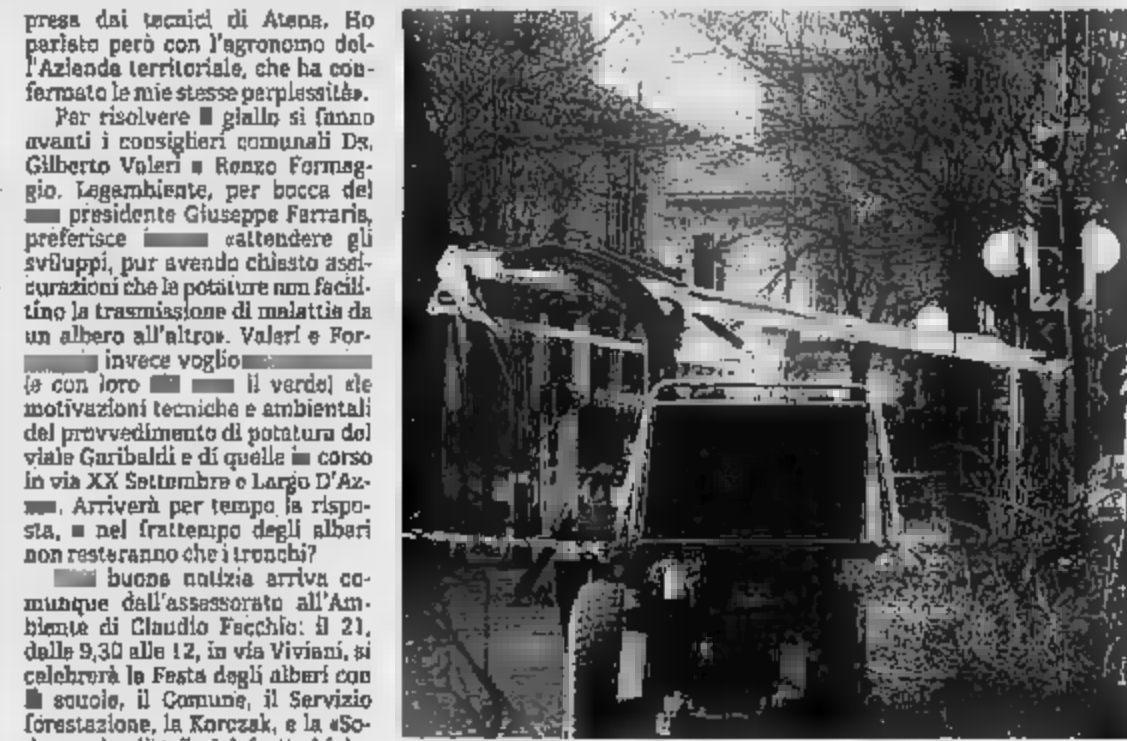 presa dai tecnici di Atena. Ho
parlato però con l'agronomo del-
l'Azienda territoriale, che ha con-
fermato le mie stesse perplessità».
Per risolvere giallo si fanno
avanti i consiglieri comunali Ds,
Gilberto Valeri e Renzo Formag-
gio. Legambiente, per bocca del
presidente Giuseppe Ferraris,
preferisce «attendere gli
sviluppi, pur avendo chiesto assi-
curazioni che le potature non facili-
tino la trasmissione di malattie da
un albero all'altro». Valeri e For-
invece voglio
(e con loro il verde) «le
motivazioni tecniche e ambientali
del provvedimento di potatura del
viale Garibaldi e di quelle in corso
in via XX Settembre e Largo D'Az-
. Arriverà per tempo la rispo-
sta, nel frattempo degli alberi
non resteranno che i tronchi?
buona notizia arriva co-
munque dall'assessorato all'Am-
biente di Claudio Fecchio: il 21,
dalle 9,30 alle 12, in via Viviani, si
celebrerà la Festa degli alberi con
scuole, il Comune, il Servizio
forestazione, la Korczak, e la «So-